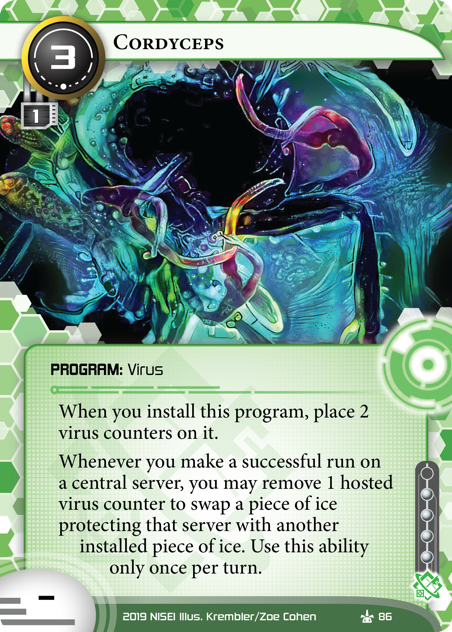 3
Cordyceps
1
PROGRAM: Virus
When you install this program, place 2
virus counters on it.
Whenever you make a successful run on
a central server, you may remove 1 hosted
virus counter to swap a piece of ice
protecting that server with another
installed piece of ice. Use this ability
only once per turn.
-
2019 NISEI Illus. Krembler/Zoe Cohen
86